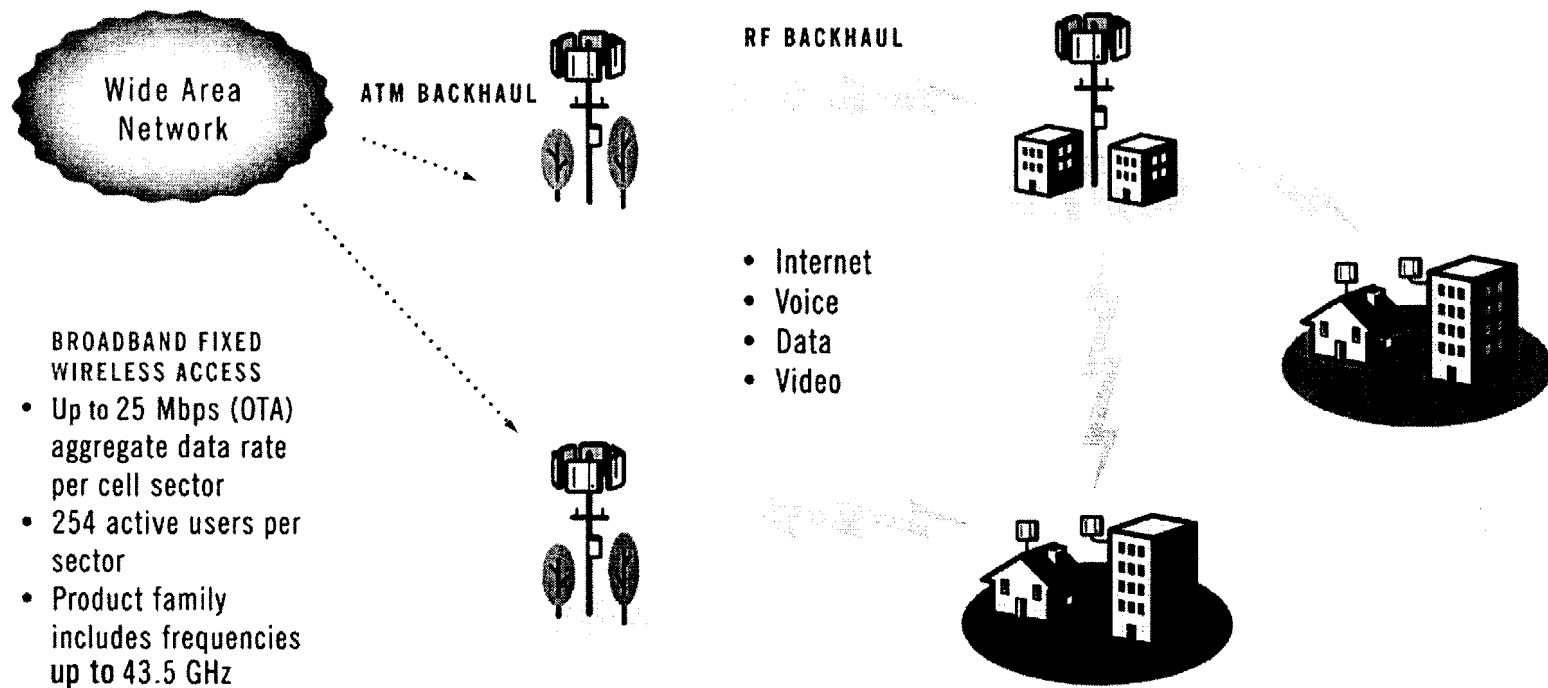 Wide Area
Network
ATM BACKHAUL
RF BACKHAUL
• Internet
• Voice
• Data
• Video
BROADBAND FIXED
WIRELESS ACCESS
• Up to 25 Mbps (OTA)
aggregate data rate
per cell sector
• 254 active users per
sector
• Product family
includes frequencies
up to 43.5 GHz